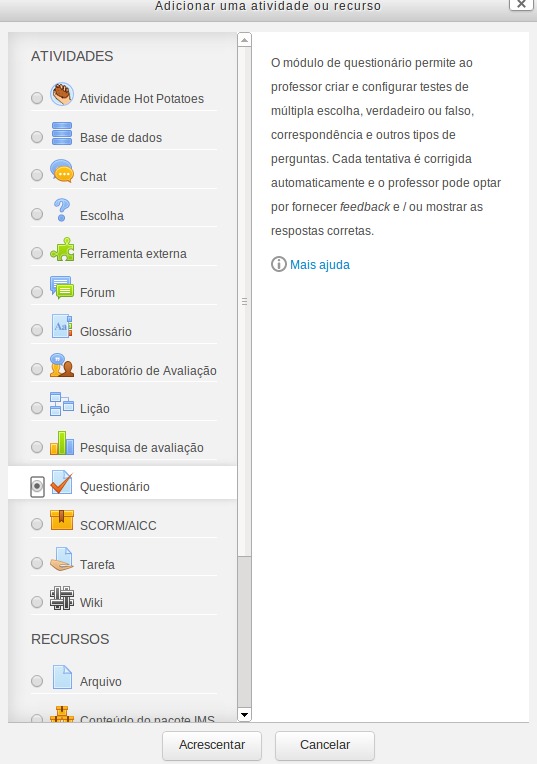 Adicionar uma atividade ou recurso
ATIVIDADES
Atividade Hot Potatoes
Base de dados
Chat
Escolha
Ferramenta externa
Fórum
Aa
Glossário
Laboratório de Avaliação
Lição
Pesquisa de avaliação
Questionário
SCORM/AICC
Tarefa
Wiki
RECURSOS
Arquivo
Conteúdo do pacote IMS
O módulo de questionário permite ao
professor criar e configurar testes de
múltipla escolha, verdadeiro ou falso,
correspondência e outros tipos de
perguntas. Cada tentativa é corrigida
automaticamente e o professor pode optar
por fornecer feedback e / ou mostrar as
respostas corretas.
Mais ajuda
Acrescentar
Cancelar